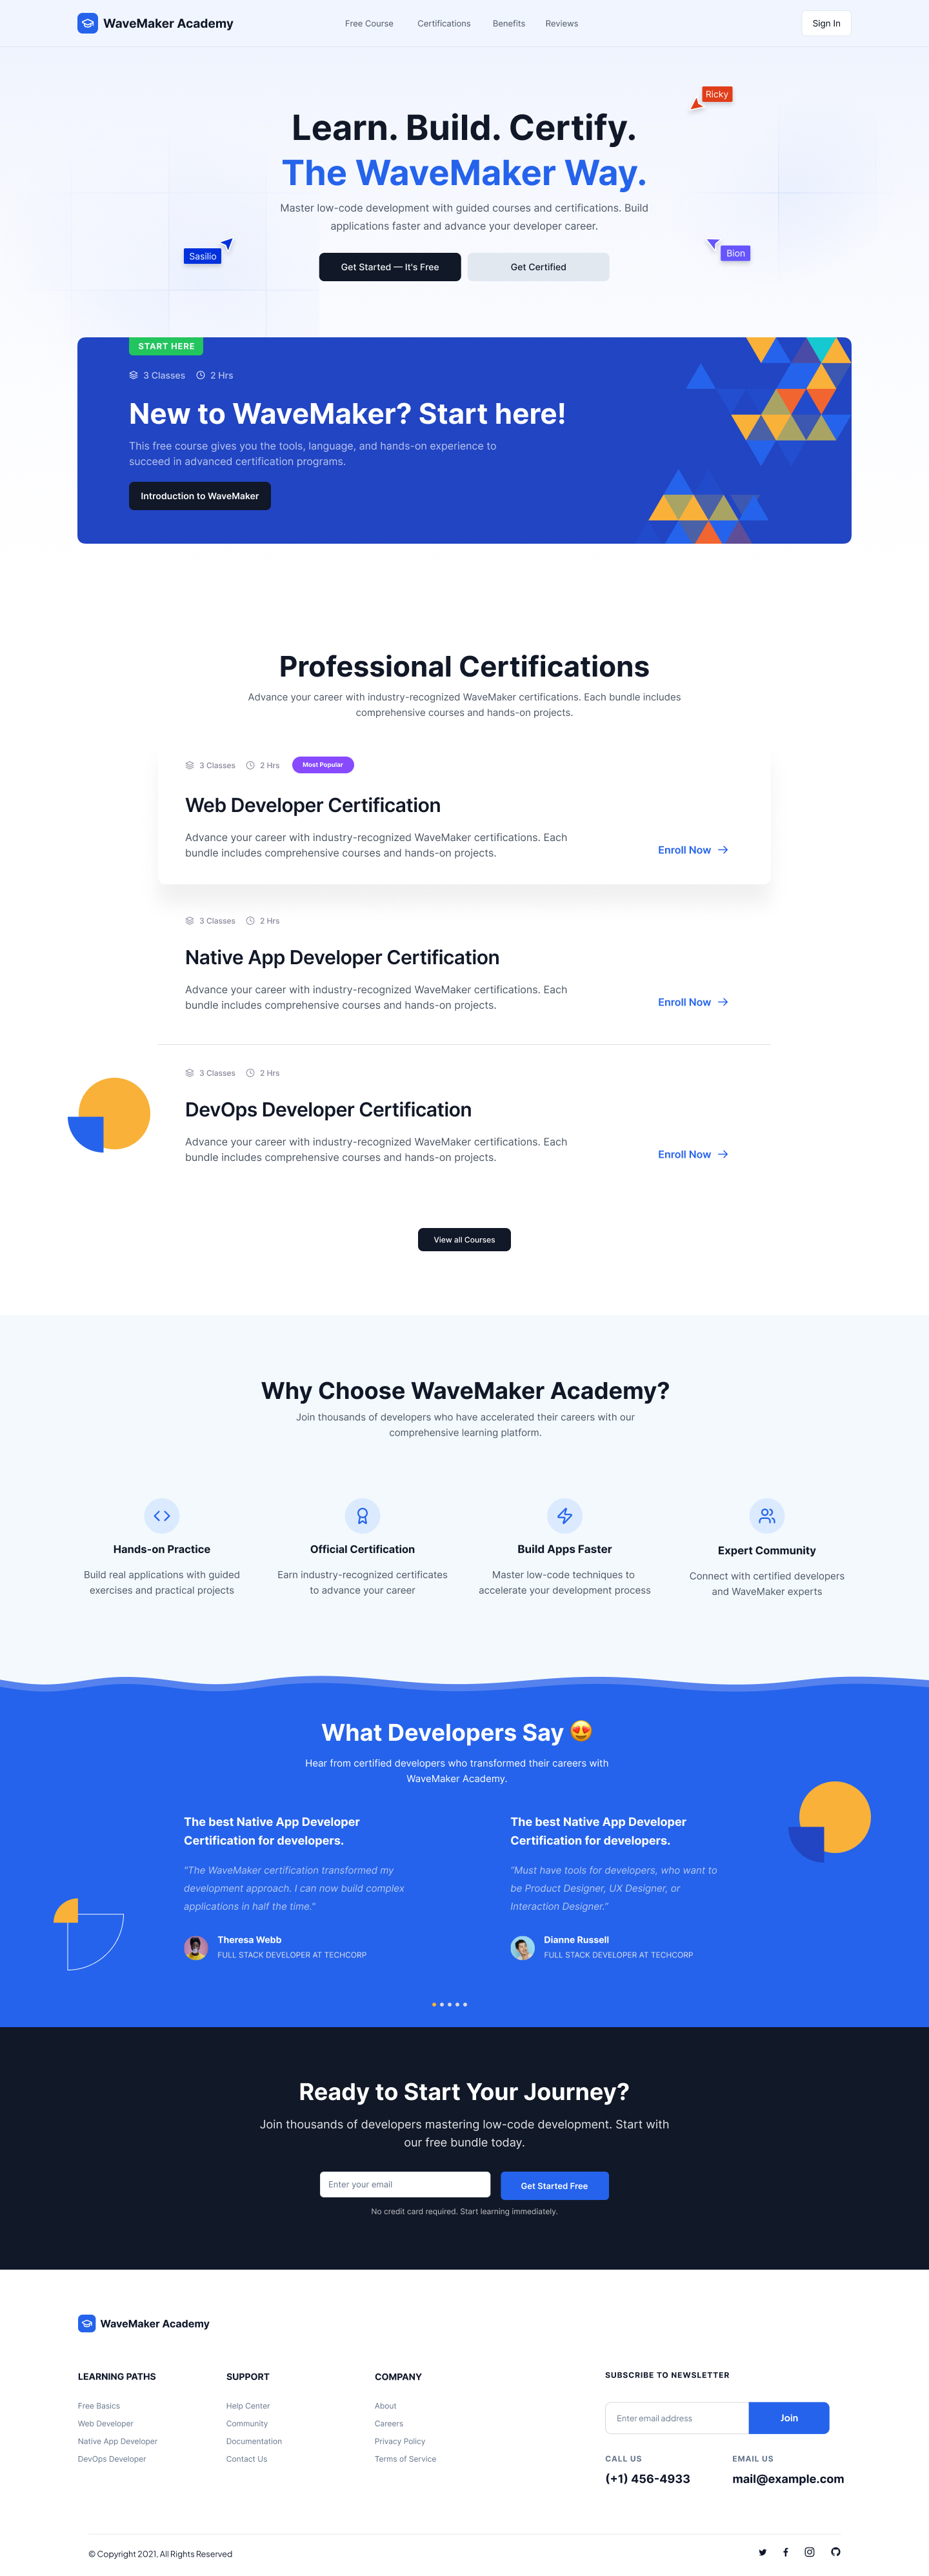 WaveMaker Academy
Free Course
Certifications
Benefits
Reviews
Sign In
Ricky
Learn. Build. Certify.
The WaveMaker Way.
Master low-code development with guided courses and certifications. Build
applications faster and advance your developer career.
Sasilio
Bion
Get Started — It's Free
Get Certified
START HERE
3 Classes
2 Hrs
New to WaveMaker? Start here!
This free course gives you the tools, language, and hands-on experience to
succeed in advanced certification programs.
Introduction to WaveMaker
Professional Certifications
Advance your career with industry-recognized WaveMaker certifications. Each bundle includes
comprehensive courses and hands-on projects.
3 Classes
2 Hrs
Most Popular
Web Developer Certification
Advance your career with industry-recognized WaveMaker certifications. Each
bundle includes comprehensive courses and hands-on projects.
Enroll Now
3 Classes
2 Hrs
Native App Developer Certification
Advance your career with industry-recognized WaveMaker certifications. Each
bundle includes comprehensive courses and hands-on projects.
Enroll Now
3 Classes
2 Hrs
DevOps Developer Certification
Advance your career with industry-recognized WaveMaker certifications. Each
bundle includes comprehensive courses and hands-on projects.
Enroll Now
View all Courses
Why Choose WaveMaker Academy?
Join thousands of developers who have accelerated their careers with our
comprehensive learning platform.
Hands-on Practice
Build real applications with guided
exercises and practical projects
Official Certification
Earn industry-recognized certificates
to advance your career
Build Apps Faster
Master low-code techniques to
accelerate your development process
Expert Community
Connect with certified developers
and WaveMaker experts
What Developers Say 😍
Hear from certified developers who transformed their careers with
WaveMaker Academy.
The best Native App Developer
Certification for developers.
"The WaveMaker certification transformed my
development approach. I can now build complex
applications in half the time."
Theresa Webb
FULL STACK DEVELOPER AT TECHCORP
The best Native App Developer
Certification for developers.
"Must have tools for developers, who want to
be Product Designer, UX Designer, or
Interaction Designer."
Dianne Russell
FULL STACK DEVELOPER AT TECHCORP
Ready to Start Your Journey?
Join thousands of developers mastering low-code development. Start with
our free bundle today.
Enter your email
Get Started Free
No credit card required. Start learning immediately.
WaveMaker Academy
LEARNING PATHS
Free Basics
Web Developer
Native App Developer
DevOps Developer
SUPPORT
Help Center
Community
Documentation
Contact Us
COMPANY
About
Careers
Privacy Policy
Terms of Service
SUBSCRIBE TO NEWSLETTER
Enter email address
Join
CALL US
(+1) 456-4933
EMAIL US
mail@example.com
© Copyright 2021, All Rights Reserved